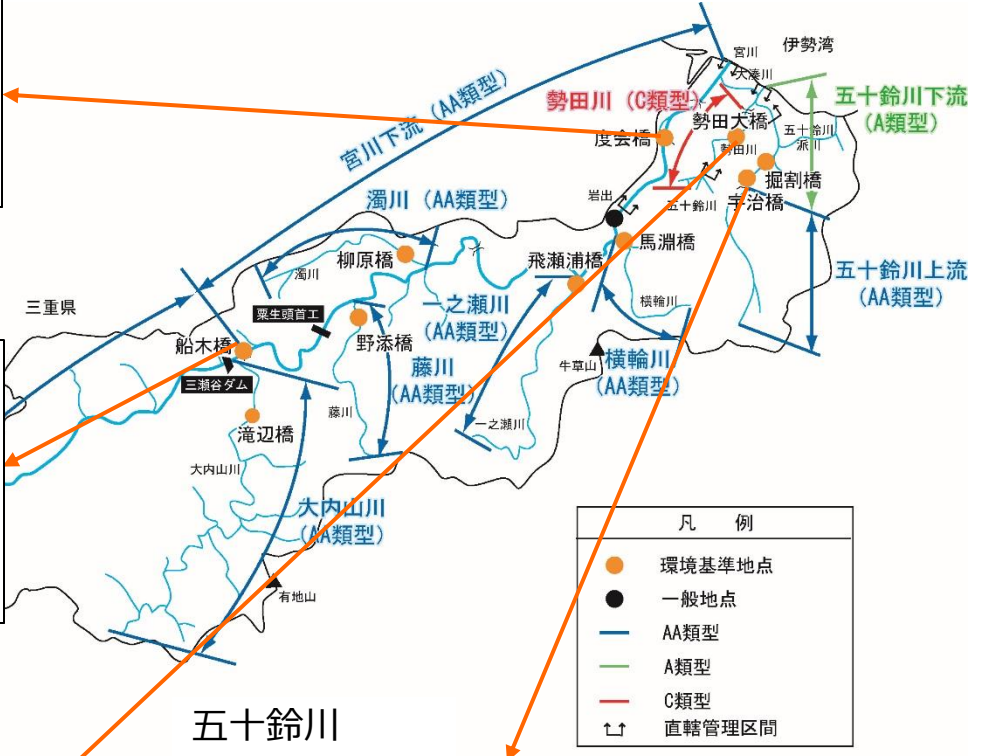 宮川
伊勢湾
大湊川
宮川下流（AA類型）
勢田川（C類型）
勢田大橋
五十鈴川下流
（A類型）
度会橋
勢田川
五十鈴川
派川
掘割橋
岩出
五十鈴川
宇治橋
濁川（AA類型）
柳原橋
濁川
飛瀬浦橋
馬淵橋
五十鈴川上流
（AA類型）
三重県
粟生頭首工
一之瀬川
（AA類型）
横輪川
船木橋
野添橋
牛草山
横輪川
（AA類型）
三瀬谷ダム
藤川
（AA類型）
藤川
一之瀬川
滝辺橋
大内山川
大内山川
（AA類型）
有地山
凡　例
環境基準地点
一般地点
AA類型
A類型
C類型
直轄管理区間
五十鈴川